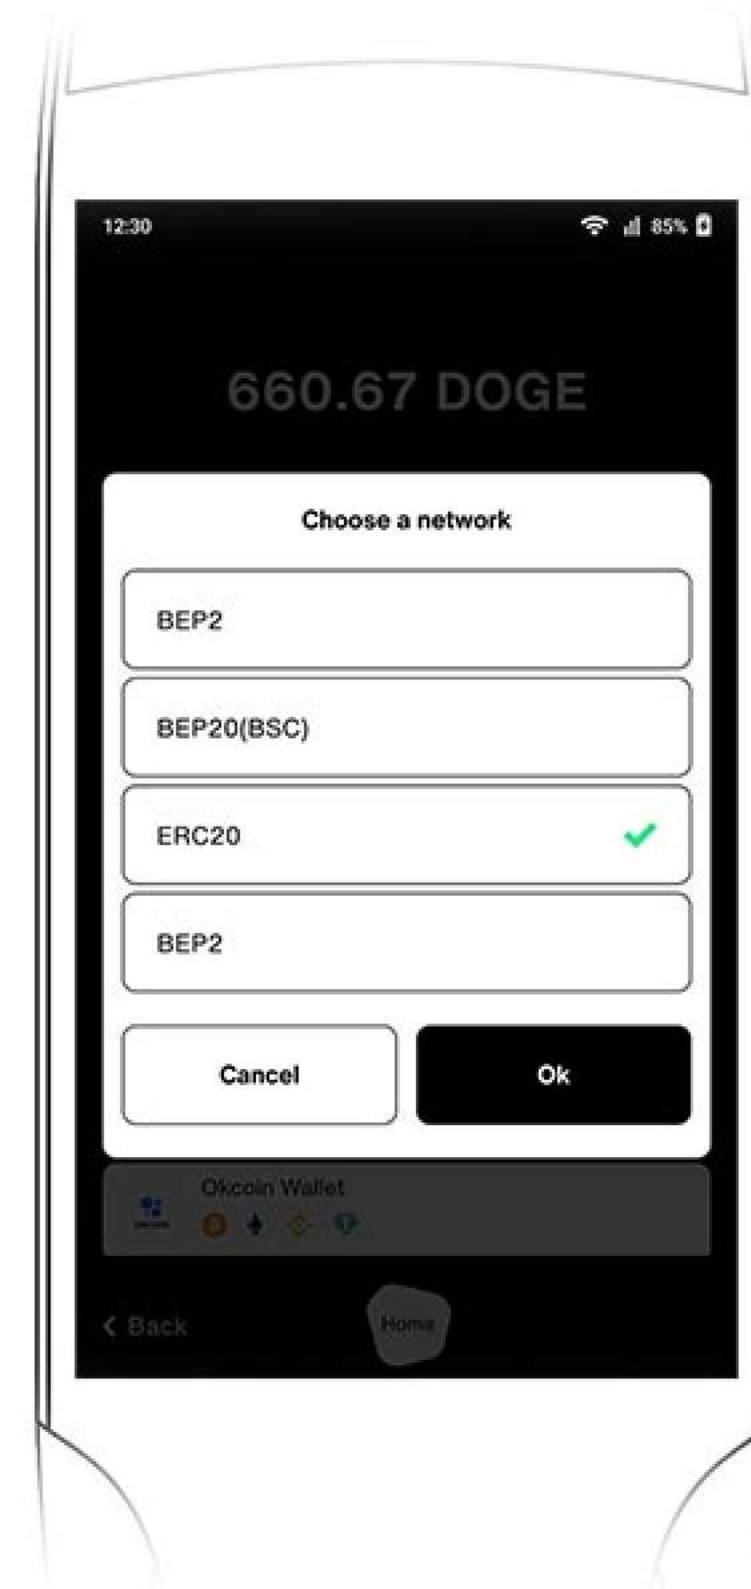 12:30
85%
660.67 DOGE
Choose a network
BEP2
BEP20(BSC)
ERC20
BEP2
Cancel
Ok
Okcoin Wallet
Back
Home